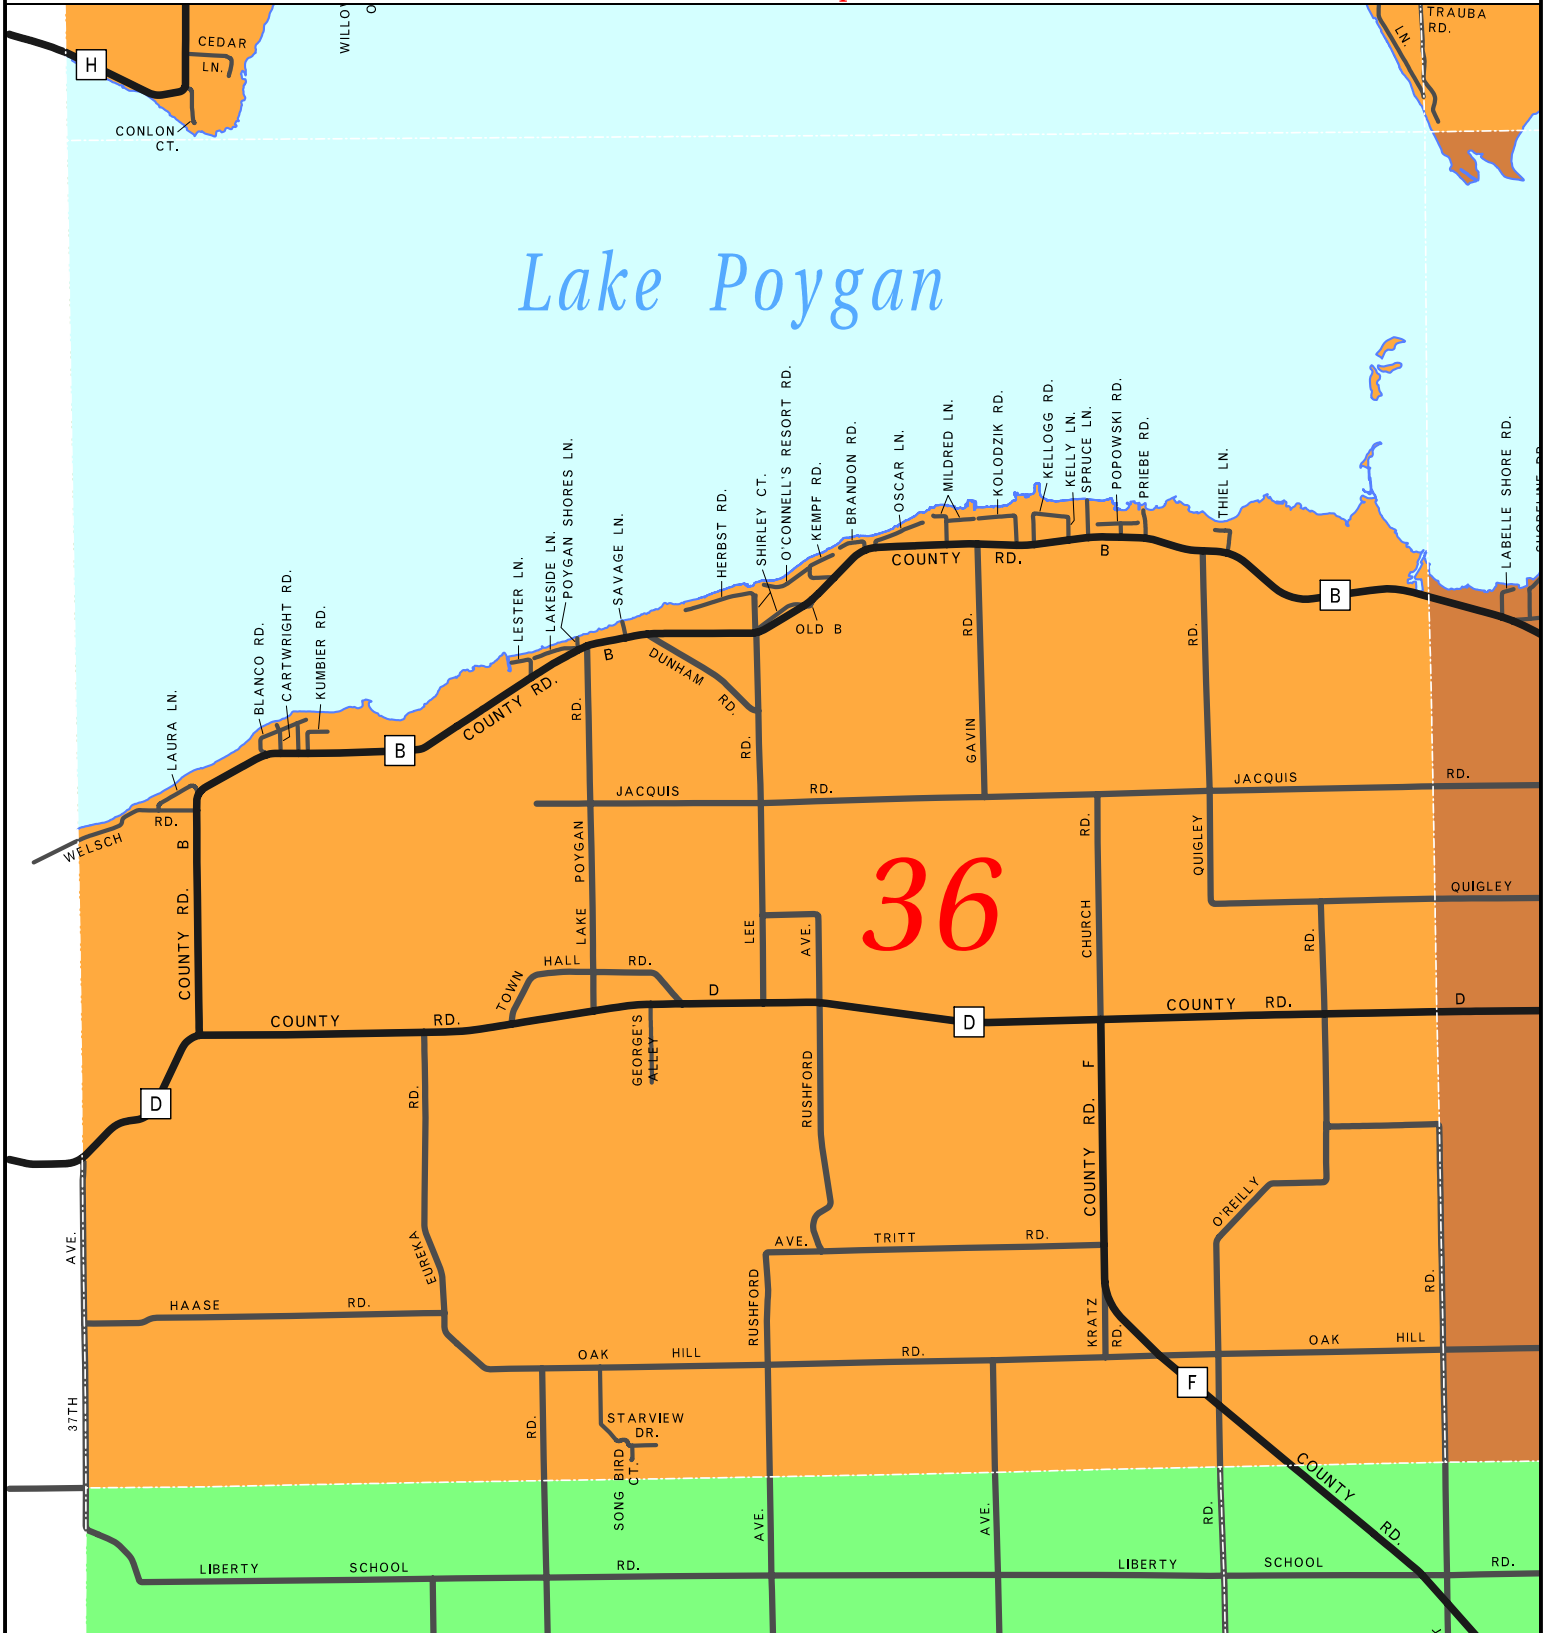 TRAUBA
RD.
LN.
CEDAR
LN.
H
CONLON
CT.
Lake Poygan
LAURA LN.
BLANCO RD.
CARTWRIGHT RD.
KUMBIER RD.
LESTER LN.
LAKESIDE LN.
POYGAN SHORES LN.
SAVAGE LN.
HERBST RD.
SHIRLEY CT.
O'CONNELL'S RESORT RD.
KEMPF RD.
BRANDON RD.
OSCAR LN.
MILDRED LN.
KOLODZIK RD.
KELLOGG RD.
KELLY LN.
SPRUCE LN.
POPOWSKI RD.
PRIEBE RD.
THIEL LN.
LABELLE SHORE RD.
COUNTY RD. B
B
OLD B
COUNTY RD. B
DUNHAM RD.
B
WELSCH RD.
COUNTY RD. B
JACQUIS RD.
JACQUIS RD.
LAKE POYGAN RD.
LEE RD.
GAVIN RD.
CHURCH RD.
QUIGLEY RD.
QUIGLEY
36
TOWN HALL RD.
AVE.
RD.
COUNTY RD.
D
D
COUNTY RD. D
D
GEORGE'S
ALLEY
RUSHFORD
EUREKA RD.
COUNTY RD. F
O'REILLY
AVE.
TRITT RD.
RD.
37TH AVE.
HAASE RD.
RUSHFORD
KRATZ
RD.
OAK HILL RD.
OAK HILL
F
STARVIEW
DR.
SONG BIRD
CT.
RD.
AVE.
AVE.
RD.
COUNTY RD.
LIBERTY SCHOOL RD.
LIBERTY SCHOOL RD.